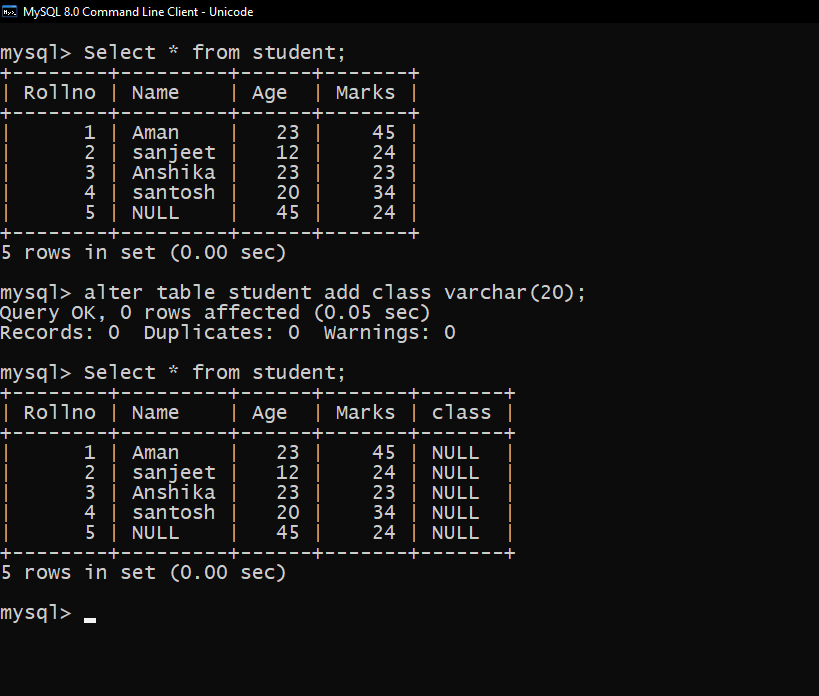 MySQL 8.0 Command Line Client - Unicode
mysql> Select * from student;
+--------+---------+------+-------+
| Rollno | Name    | Age  | Marks |
+--------+---------+------+-------+
|      1 | Aman    |   23 |    45 |
|      2 | sanjeet |   12 |    24 |
|      3 | Anshika |   23 |    23 |
|      4 | santosh |   20 |    34 |
|      5 | NULL    |   45 |    24 |
+--------+---------+------+-------+
5 rows in set (0.00 sec)
mysql> alter table student add class varchar(20);
Query OK, 0 rows affected (0.05 sec)
Records: 0  Duplicates: 0  Warnings: 0
mysql> Select * from student;
+--------+---------+------+-------+-------+
| Rollno | Name    | Age  | Marks | class |
+--------+---------+------+-------+-------+
|      1 | Aman    |   23 |    45 | NULL  |
|      2 | sanjeet |   12 |    24 | NULL  |
|      3 | Anshika |   23 |    23 | NULL  |
|      4 | santosh |   20 |    34 | NULL  |
|      5 | NULL    |   45 |    24 | NULL  |
+--------+---------+------+-------+-------+
5 rows in set (0.00 sec)
mysql>